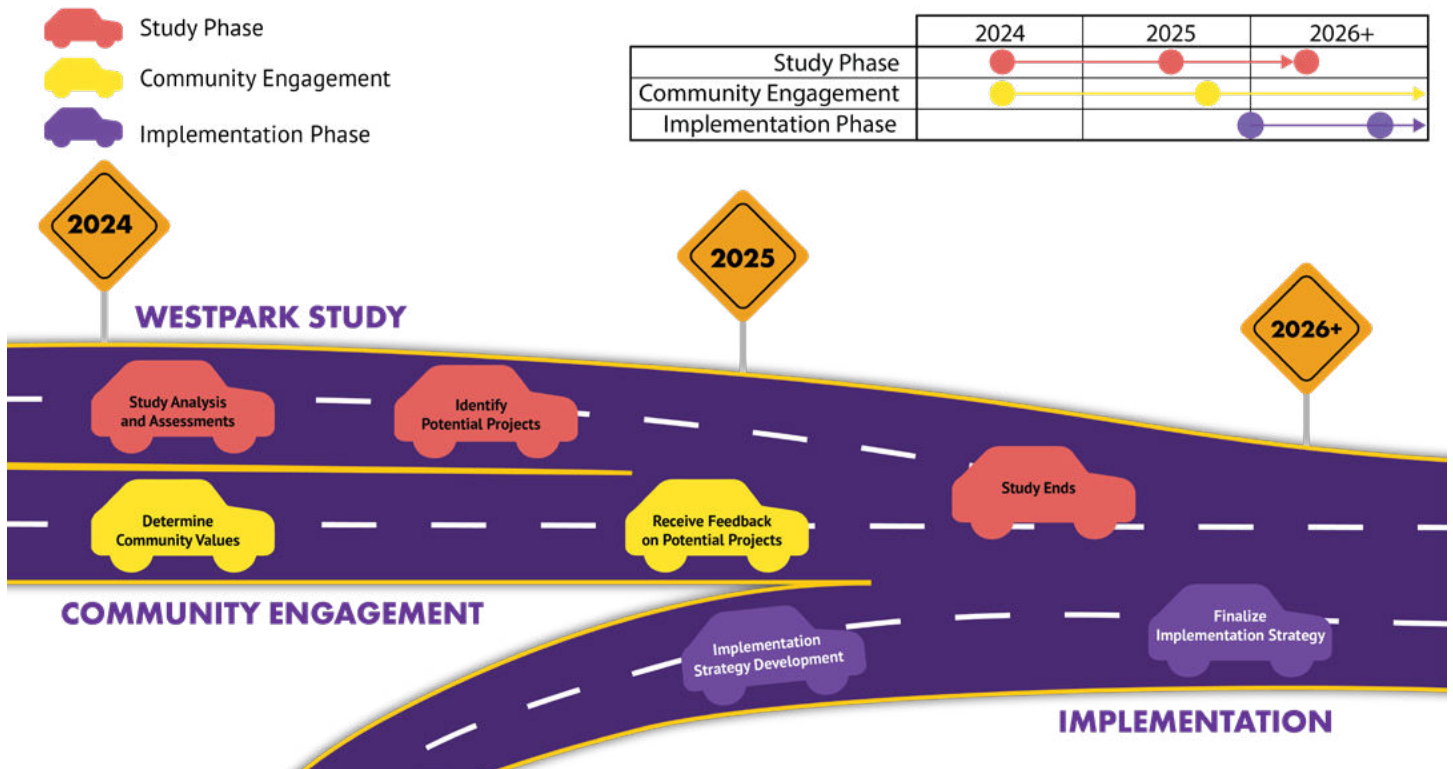 Study Phase
Community Engagement
Implementation Phase
2024 2025 2026+
Study Phase
Community Engagement
Implementation Phase
2024
2025
2026+
WESTPARK STUDY
Study Analysis
and Assessments
Identify
Potential Projects
Study Ends
Determine
Community Values
Receive Feedback
on Potential Projects
COMMUNITY ENGAGEMENT
Implementation
Strategy Development
Finalize
Implementation Strategy
IMPLEMENTATION